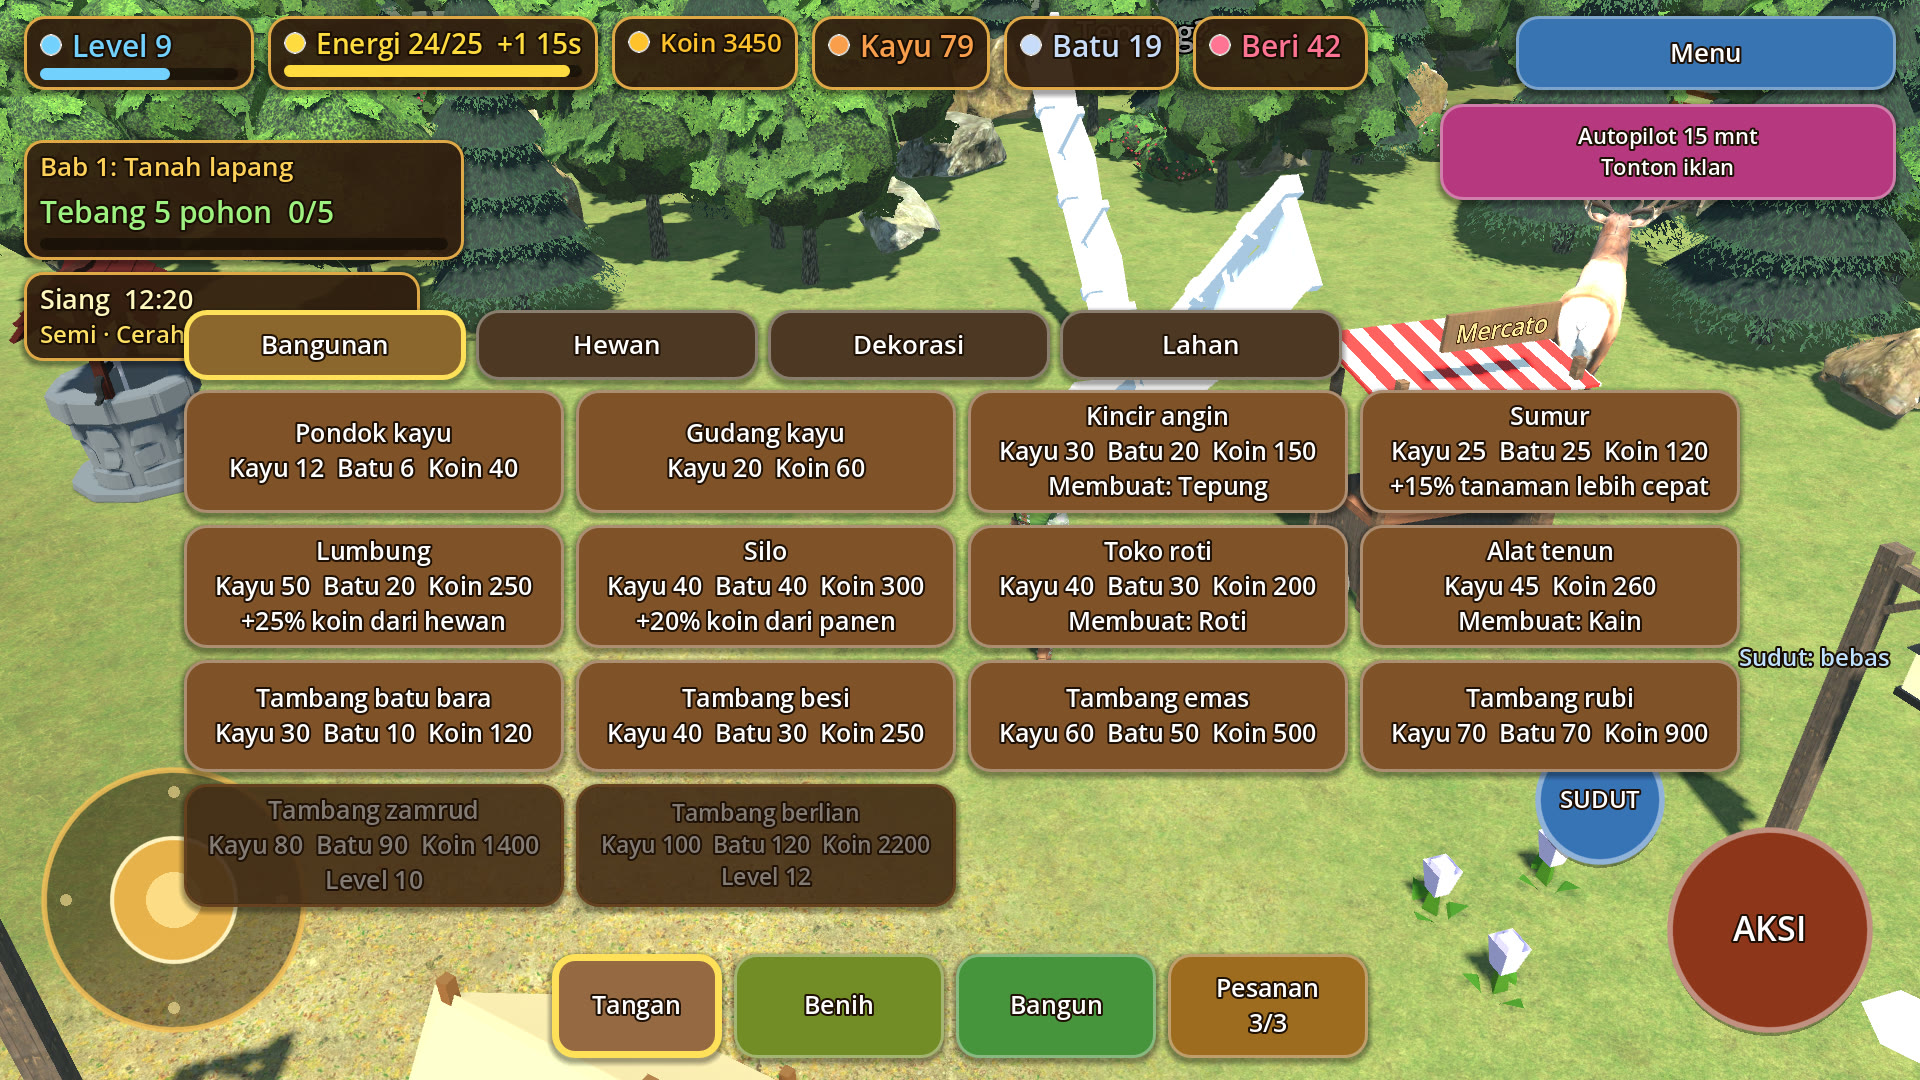 Level 9
Energi 24/25 +1 15s
Koin 3450
Kayu 79
Batu 19
Beri 42
Menu
Autopilot 15 mnt
Tonton iklan
Bab 1: Tanah lapang
Tebang 5 pohon 0/5
Siang 12:20
Semi · Cerah
Mercato
Bangunan
Hewan
Dekorasi
Lahan
Pondok kayu
Kayu 12 Batu 6 Koin 40
Gudang kayu
Kayu 20 Koin 60
Kincir angin
Kayu 30 Batu 20 Koin 150
Membuat: Tepung
Sumur
Kayu 25 Batu 25 Koin 120
+15% tanaman lebih cepat
Lumbung
Kayu 50 Batu 20 Koin 250
+25% koin dari hewan
Silo
Kayu 40 Batu 40 Koin 300
+20% koin dari panen
Toko roti
Kayu 40 Batu 30 Koin 200
Membuat: Roti
Alat tenun
Kayu 45 Koin 260
Membuat: Kain
Sudut: bebas
Tambang batu bara
Kayu 30 Batu 10 Koin 120
Tambang besi
Kayu 40 Batu 30 Koin 250
Tambang emas
Kayu 60 Batu 50 Koin 500
Tambang rubi
Kayu 70 Batu 70 Koin 900
Tambang zamrud
Kayu 80 Batu 90 Koin 1400
Level 10
Tambang berlian
Kayu 100 Batu 120 Koin 2200
Level 12
SUDUT
AKSI
Tangan
Benih
Bangun
Pesanan
3/3